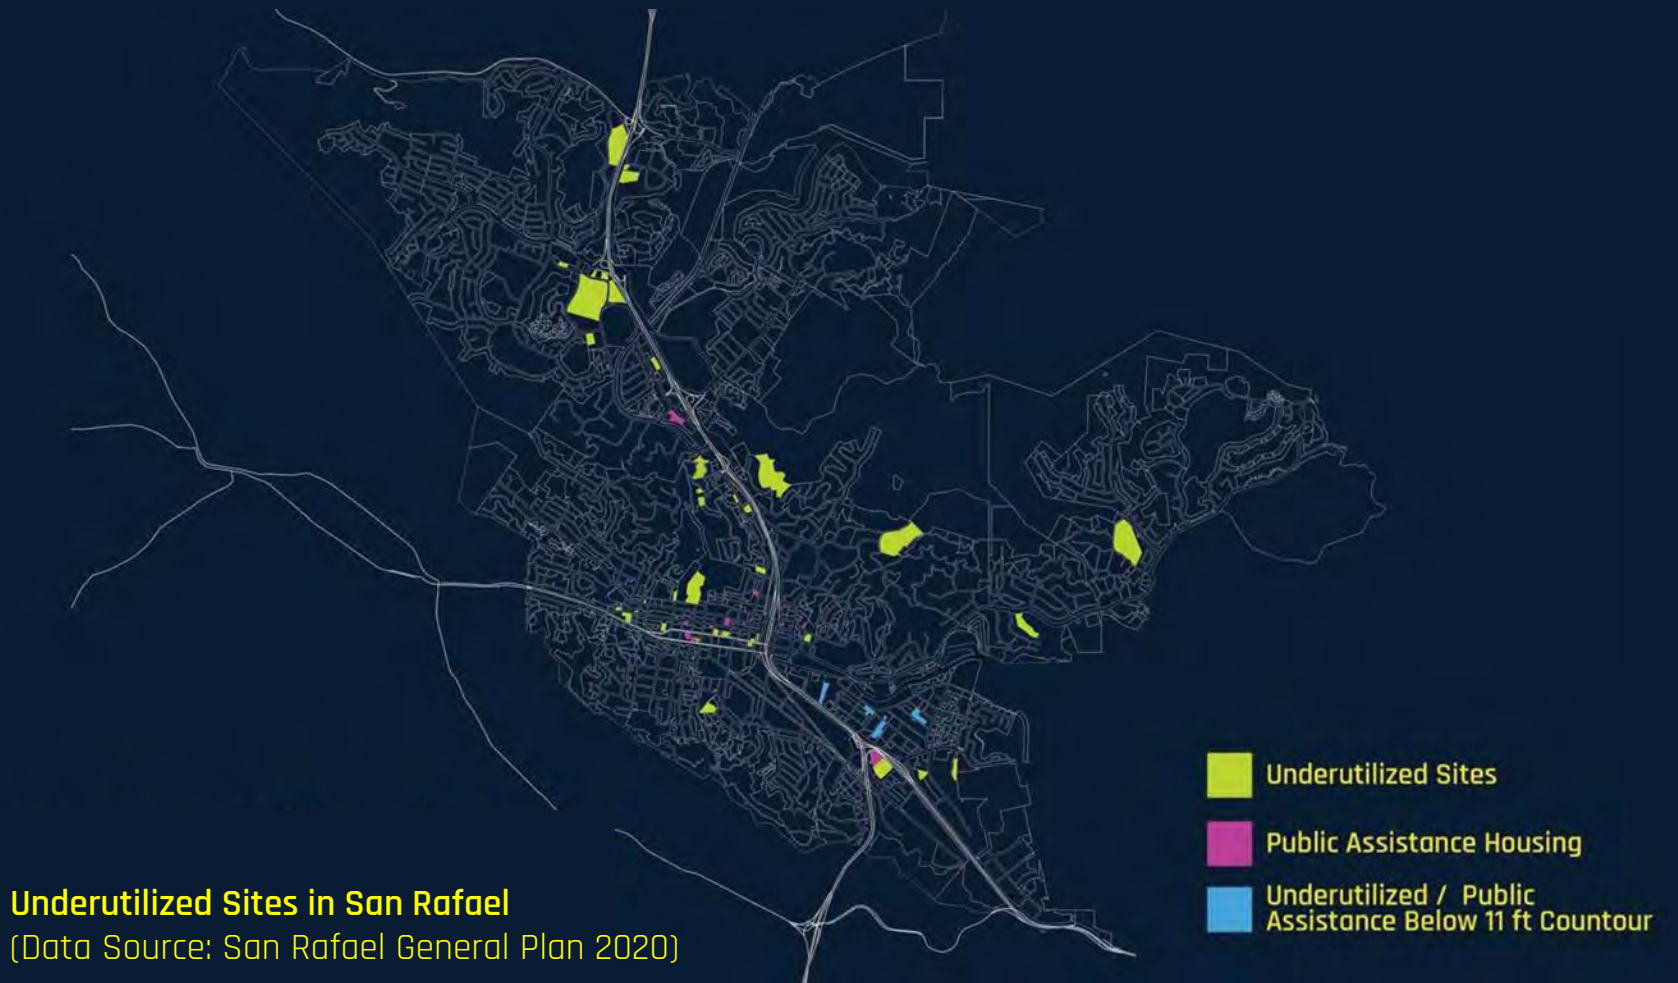 Underutilized Sites
Public Assistance Housing
Underutilized / Public
Assistance Below 11 ft Countour
Underutilized Sites in San Rafael
(Data Source: San Rafael General Plan 2020)